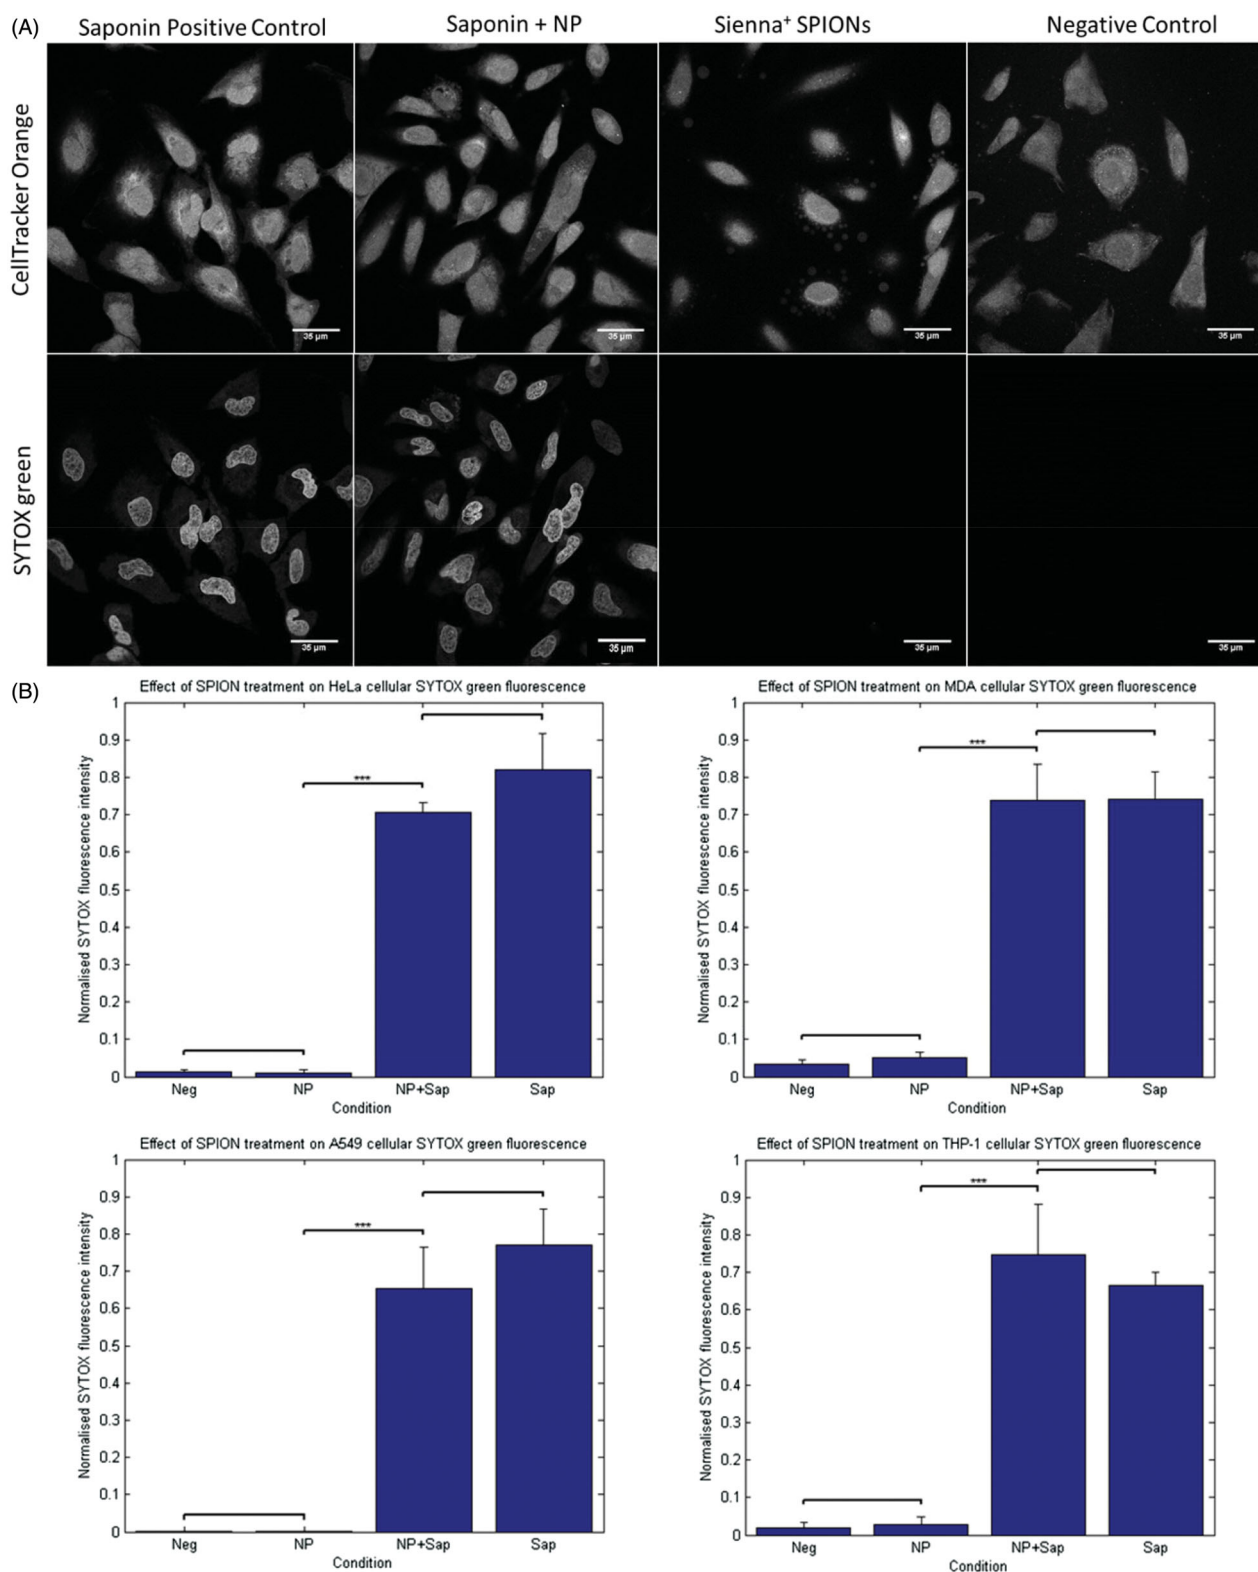 (A)
Saponin Positive Control
Saponin + NP
Sienna⁺ SPIONs
Negative Control
CellTracker Orange
35 µm
35 µm
35 µm
35 µm
SYTOX green
35 µm
35 µm
35 µm
35 µm
(B)
Effect of SPION treatment on HeLa cellular SYTOX green fluorescence
Normalised SYTOX fluorescence intensity
1
0.9
0.8
0.7
0.6
0.5
0.4
0.3
0.2
0.1
0
***
Neg NP NP+Sap Sap
Condition
Effect of SPION treatment on MDA cellular SYTOX green fluorescence
Normalised SYTOX fluorescence intensity
1
0.9
0.8
0.7
0.6
0.5
0.4
0.3
0.2
0.1
0
***
Neg NP NP+Sap Sap
Condition
Effect of SPION treatment on A549 cellular SYTOX green fluorescence
Normalised SYTOX fluorescence intensity
1
0.9
0.8
0.7
0.6
0.5
0.4
0.3
0.2
0.1
0
***
Neg NP NP+Sap Sap
Condition
Effect of SPION treatment on THP-1 cellular SYTOX green fluorescence
Normalised SYTOX fluorescence intensity
1
0.9
0.8
0.7
0.6
0.5
0.4
0.3
0.2
0.1
0
***
Neg NP NP+Sap Sap
Condition